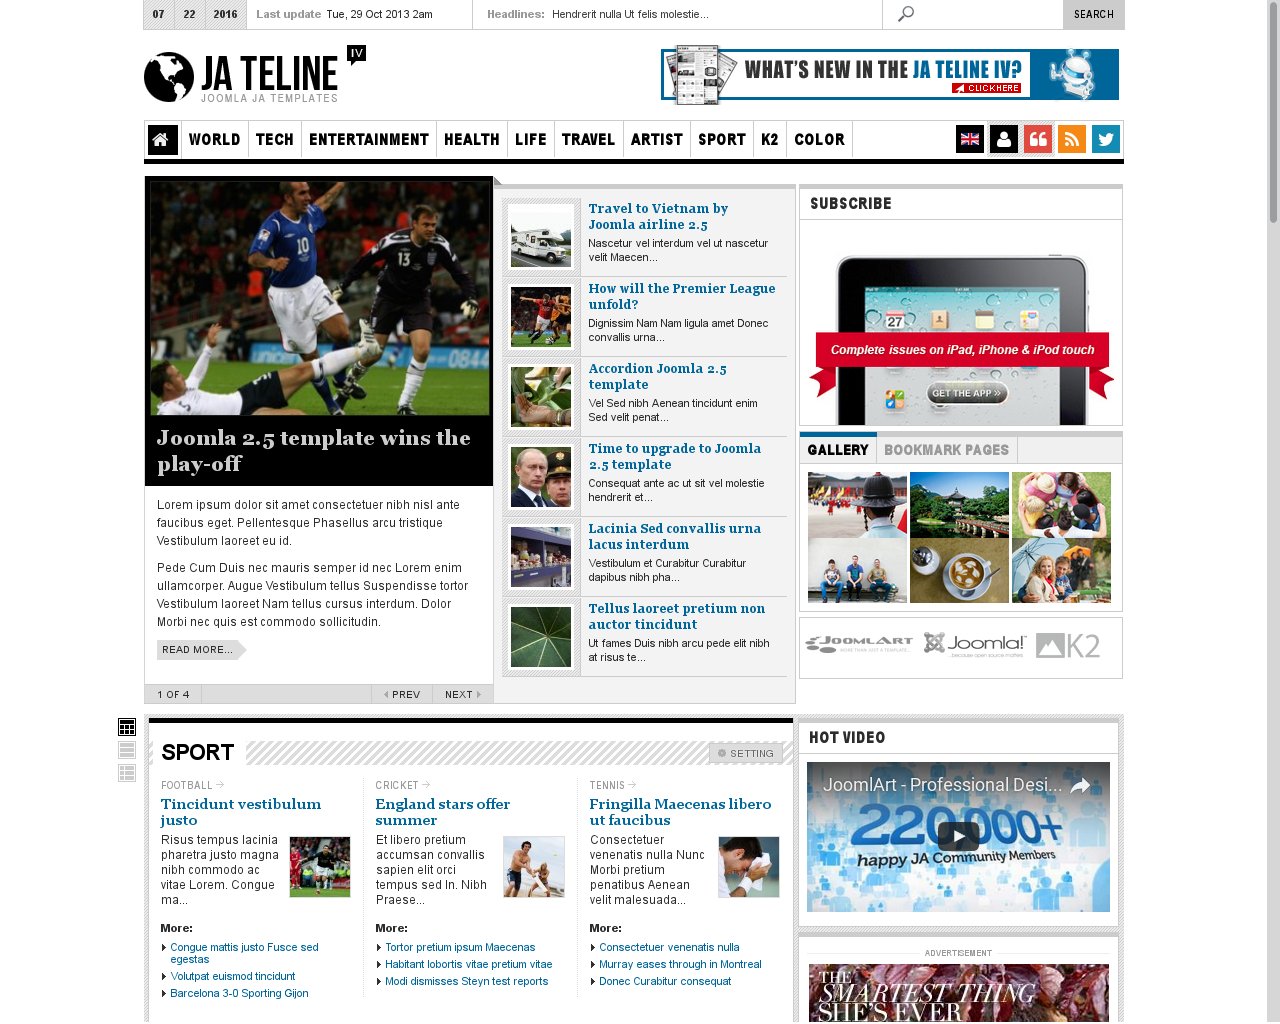 07 22 2016 Last update Tue, 29 Oct 2013 2am Headlines: Hendrerit nulla Ut felis molestie... SEARCH
JA TELINE IV
JOOMLA JA TEMPLATES
WHAT'S NEW IN THE JA TELINE IV?
CLICK HERE
WORLD TECH ENTERTAINMENT HEALTH LIFE TRAVEL ARTIST SPORT K2 COLOR
Joomla 2.5 template wins the
play-off
Lorem ipsum dolor sit amet consectetuer nibh nisl ante
faucibus eget. Pellentesque Phasellus arcu tristique
Vestibulum laoreet eu id.
Pede Cum Duis nec mauris semper id nec Lorem enim
ullamcorper. Augue Vestibulum tellus Suspendisse tortor
Vestibulum laoreet Nam tellus cursus interdum. Dolor
Morbi nec quis est commodo sollicitudin.
READ MORE...
1 OF 4 PREV NEXT
Travel to Vietnam by
Joomla airline 2.5
Nascetur vel interdum vel ut nascetur
velit Maecen...
How will the Premier League
unfold?
Dignissim Nam Nam ligula amet Donec
convallis urna...
Accordion Joomla 2.5
template
Vel Sed nibh Aenean tincidunt enim
Sed velit penat...
Time to upgrade to Joomla
2.5 template
Consequat ante ac ut sit vel molestie
hendrerit et...
Lacinia Sed convallis urna
lacus interdum
Vestibulum et Curabitur Curabitur
dapibus nibh pha...
Tellus laoreet pretium non
auctor tincidunt
Ut fames Duis nibh arcu pede elit nibh
at risus te...
SUBSCRIBE
27
Complete issues on iPad, iPhone & iPod touch
GET THE APP »
GALLERY BOOKMARK PAGES
JOOMLART Joomla! K2
MORE THAN JUST A TEMPLATE... ...because open source matters
SPORT
SETTING
FOOTBALL
Tincidunt vestibulum
justo
Risus tempus lacinia
pharetra justo magna
nibh commodo ac
vitae Lorem. Congue
ma...
More:
Congue mattis justo Fusce sed
egestas
Volutpat euismod tincidunt
Barcelona 3-0 Sporting Gijon
CRICKET
England stars offer
summer
Et libero pretium
accumsan convallis
sapien elit orci
tempus sed In. Nibh
Praese...
More:
Tortor pretium ipsum Maecenas
Habitant lobortis vitae pretium vitae
Modi dismisses Steyn test reports
TENNIS
Fringilla Maecenas libero
ut faucibus
Consectetuer
venenatis nulla Nunc
Morbi pretium
penatibus Aenean
velit malesuada...
More:
Consectetuer venenatis nulla
Murray eases through in Montreal
Donec Curabitur consequat
HOT VIDEO
JoomlArt - Professional Desi...
220,000+
happy JA Community Members
ADVERTISEMENT
THE
SMARTEST THING
SHE'S EVER